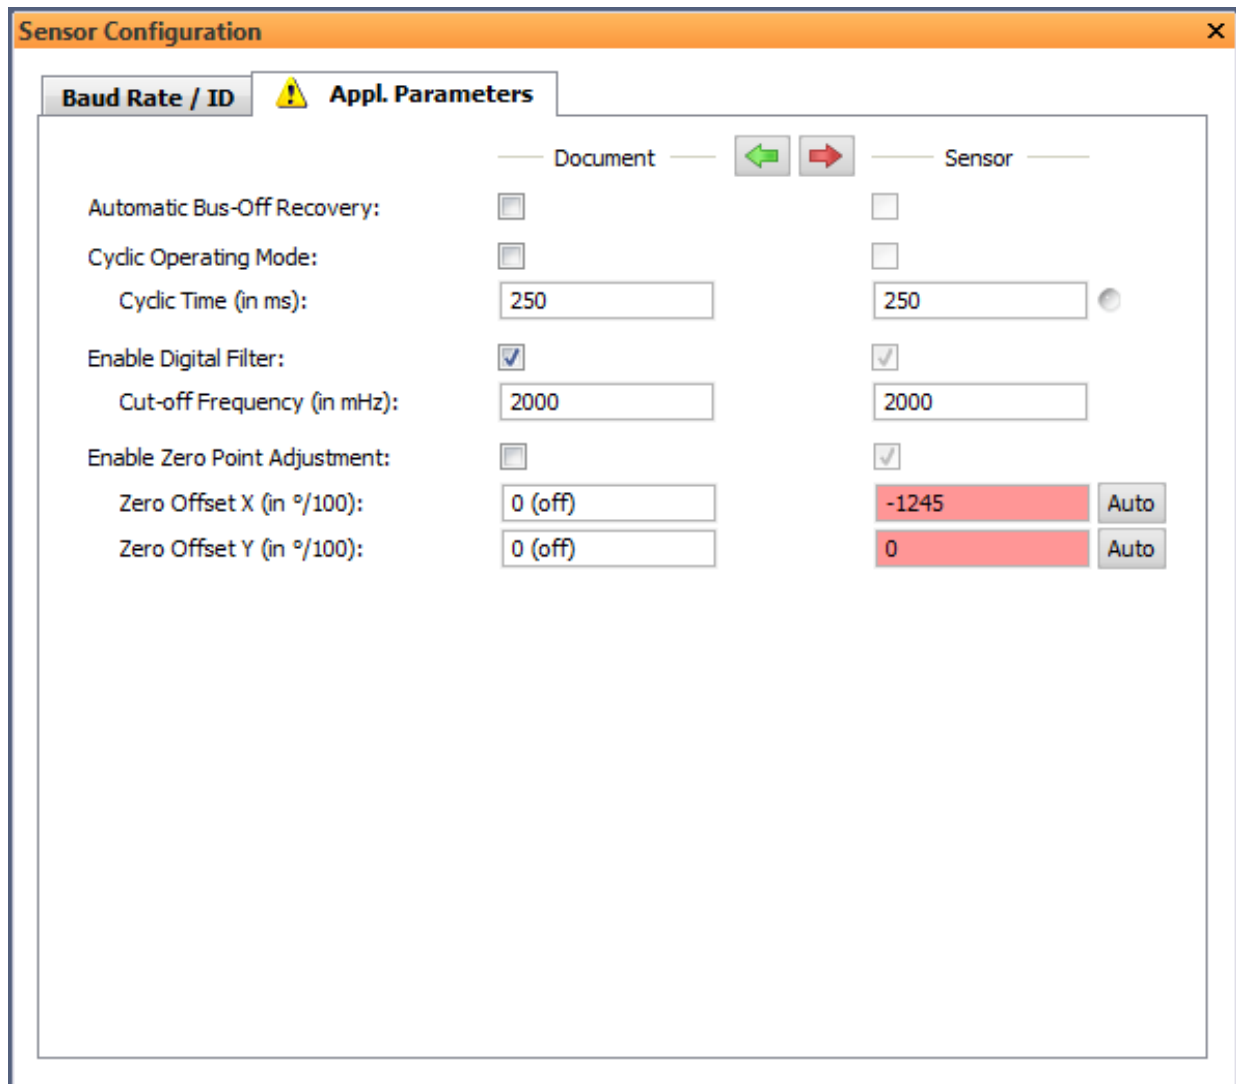 Sensor Configuration
Baud Rate / ID Appl. Parameters
Document Sensor
Automatic Bus-Off Recovery:
Cyclic Operating Mode:
Cyclic Time (in ms): 250 250
Enable Digital Filter:
Cut-off Frequency (in mHz): 2000 2000
Enable Zero Point Adjustment:
Zero Offset X (in °/100): 0 (off) -1245 Auto
Zero Offset Y (in °/100): 0 (off) 0 Auto